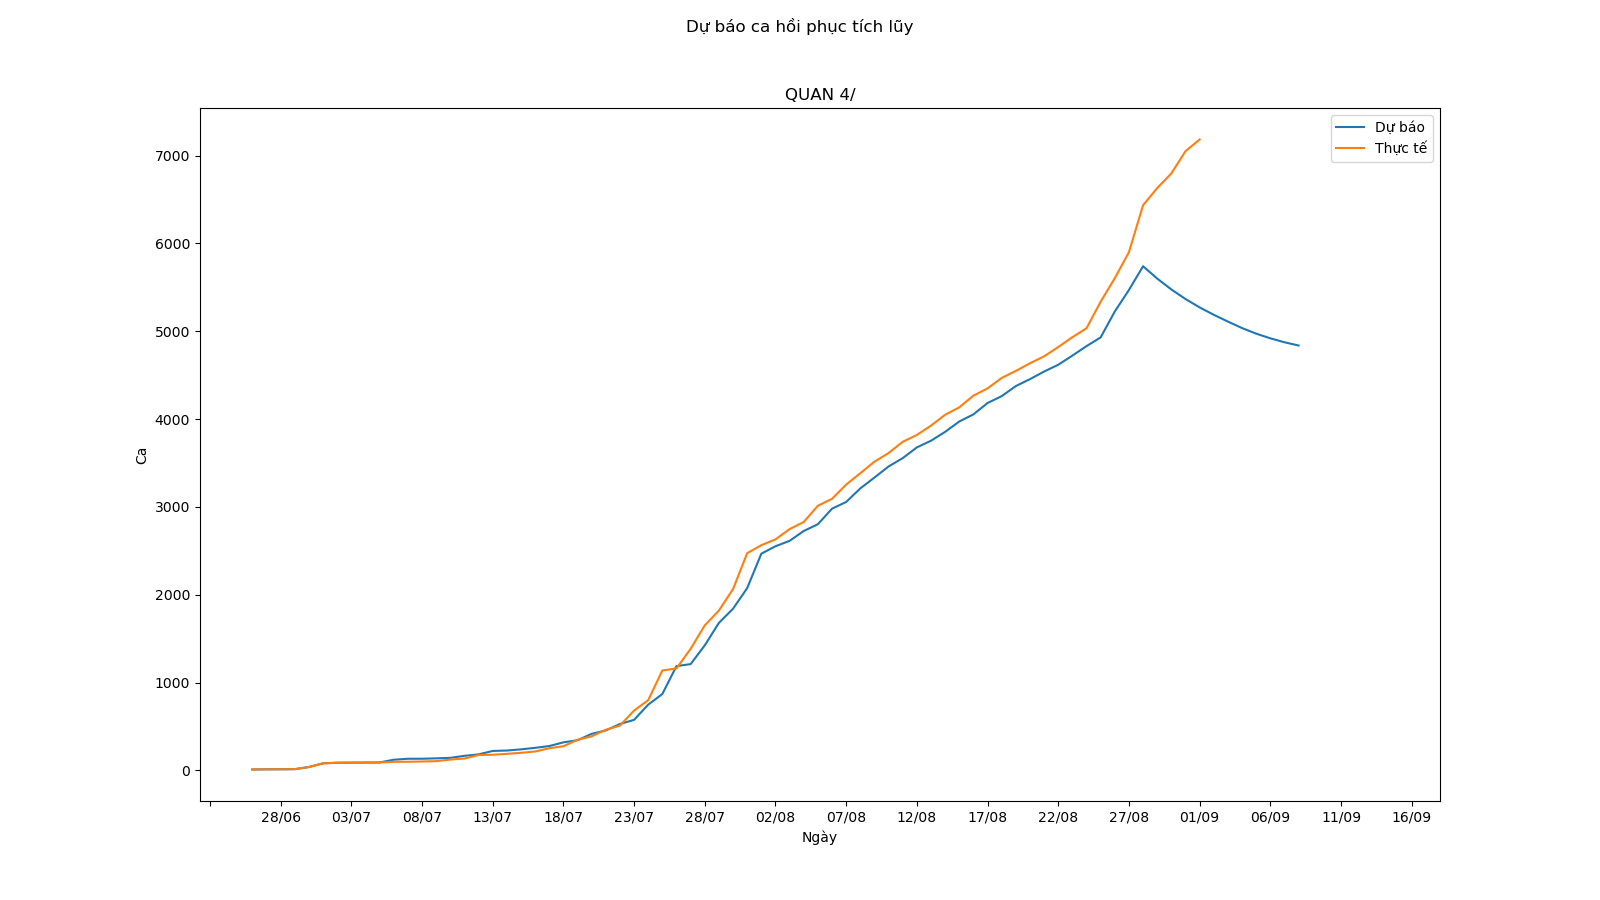 Dự báo ca hồi phục tích lũy
QUAN 4/
Dự báo
Thực tế
7000
6000
5000
4000
3000
2000
1000
0
Ca
28/06 03/07 08/07 13/07 18/07 23/07 28/07 02/08 07/08 12/08 17/08 22/08 27/08 01/09 06/09 11/09 16/09
Ngày